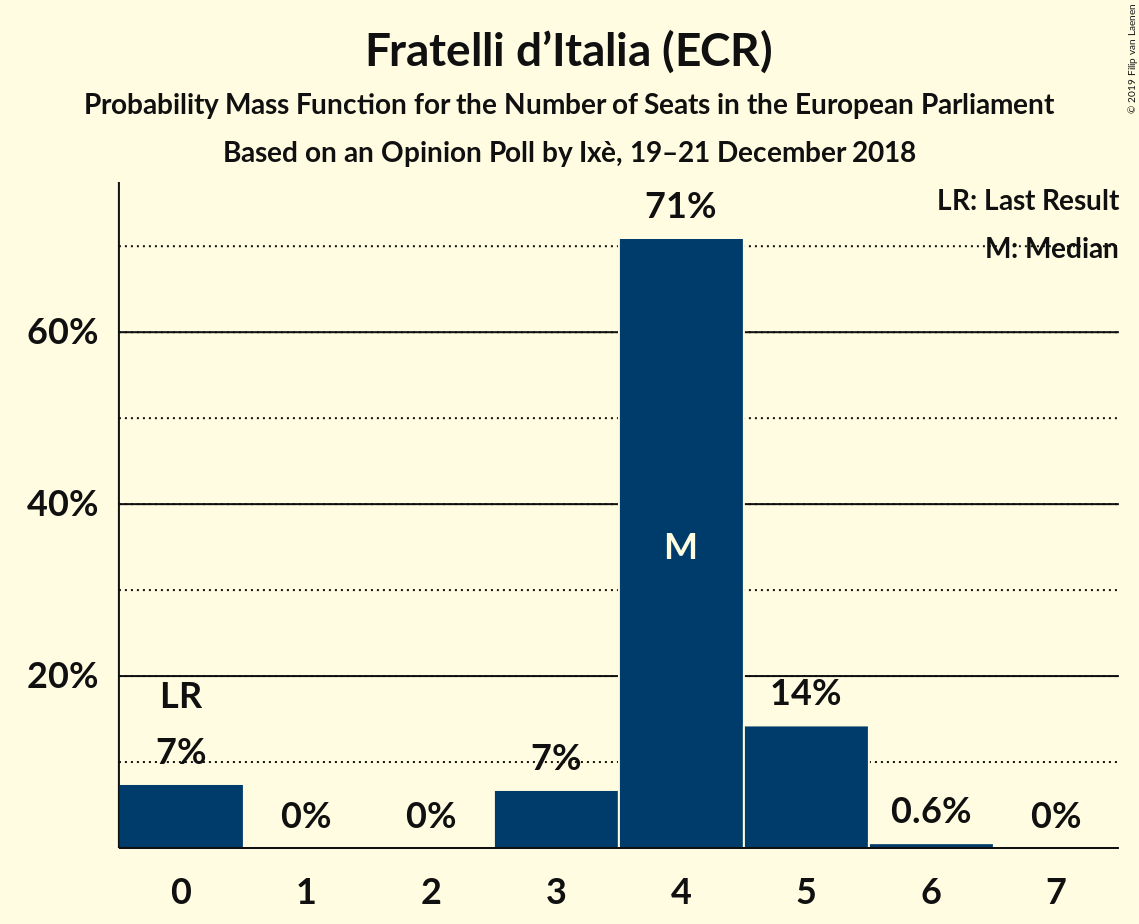 Fratelli d’Italia (ECR)
Probability Mass Function for the Number of Seats in the European Parliament
Based on an Opinion Poll by Ixè, 19–21 December 2018
© 2019 Filip van Laenen
LR: Last Result
M: Median
71%
60%
40%
M
20%
LR
14%
7%
7%
0%
0%
0.6%
0%
0 1 2 3 4 5 6 7